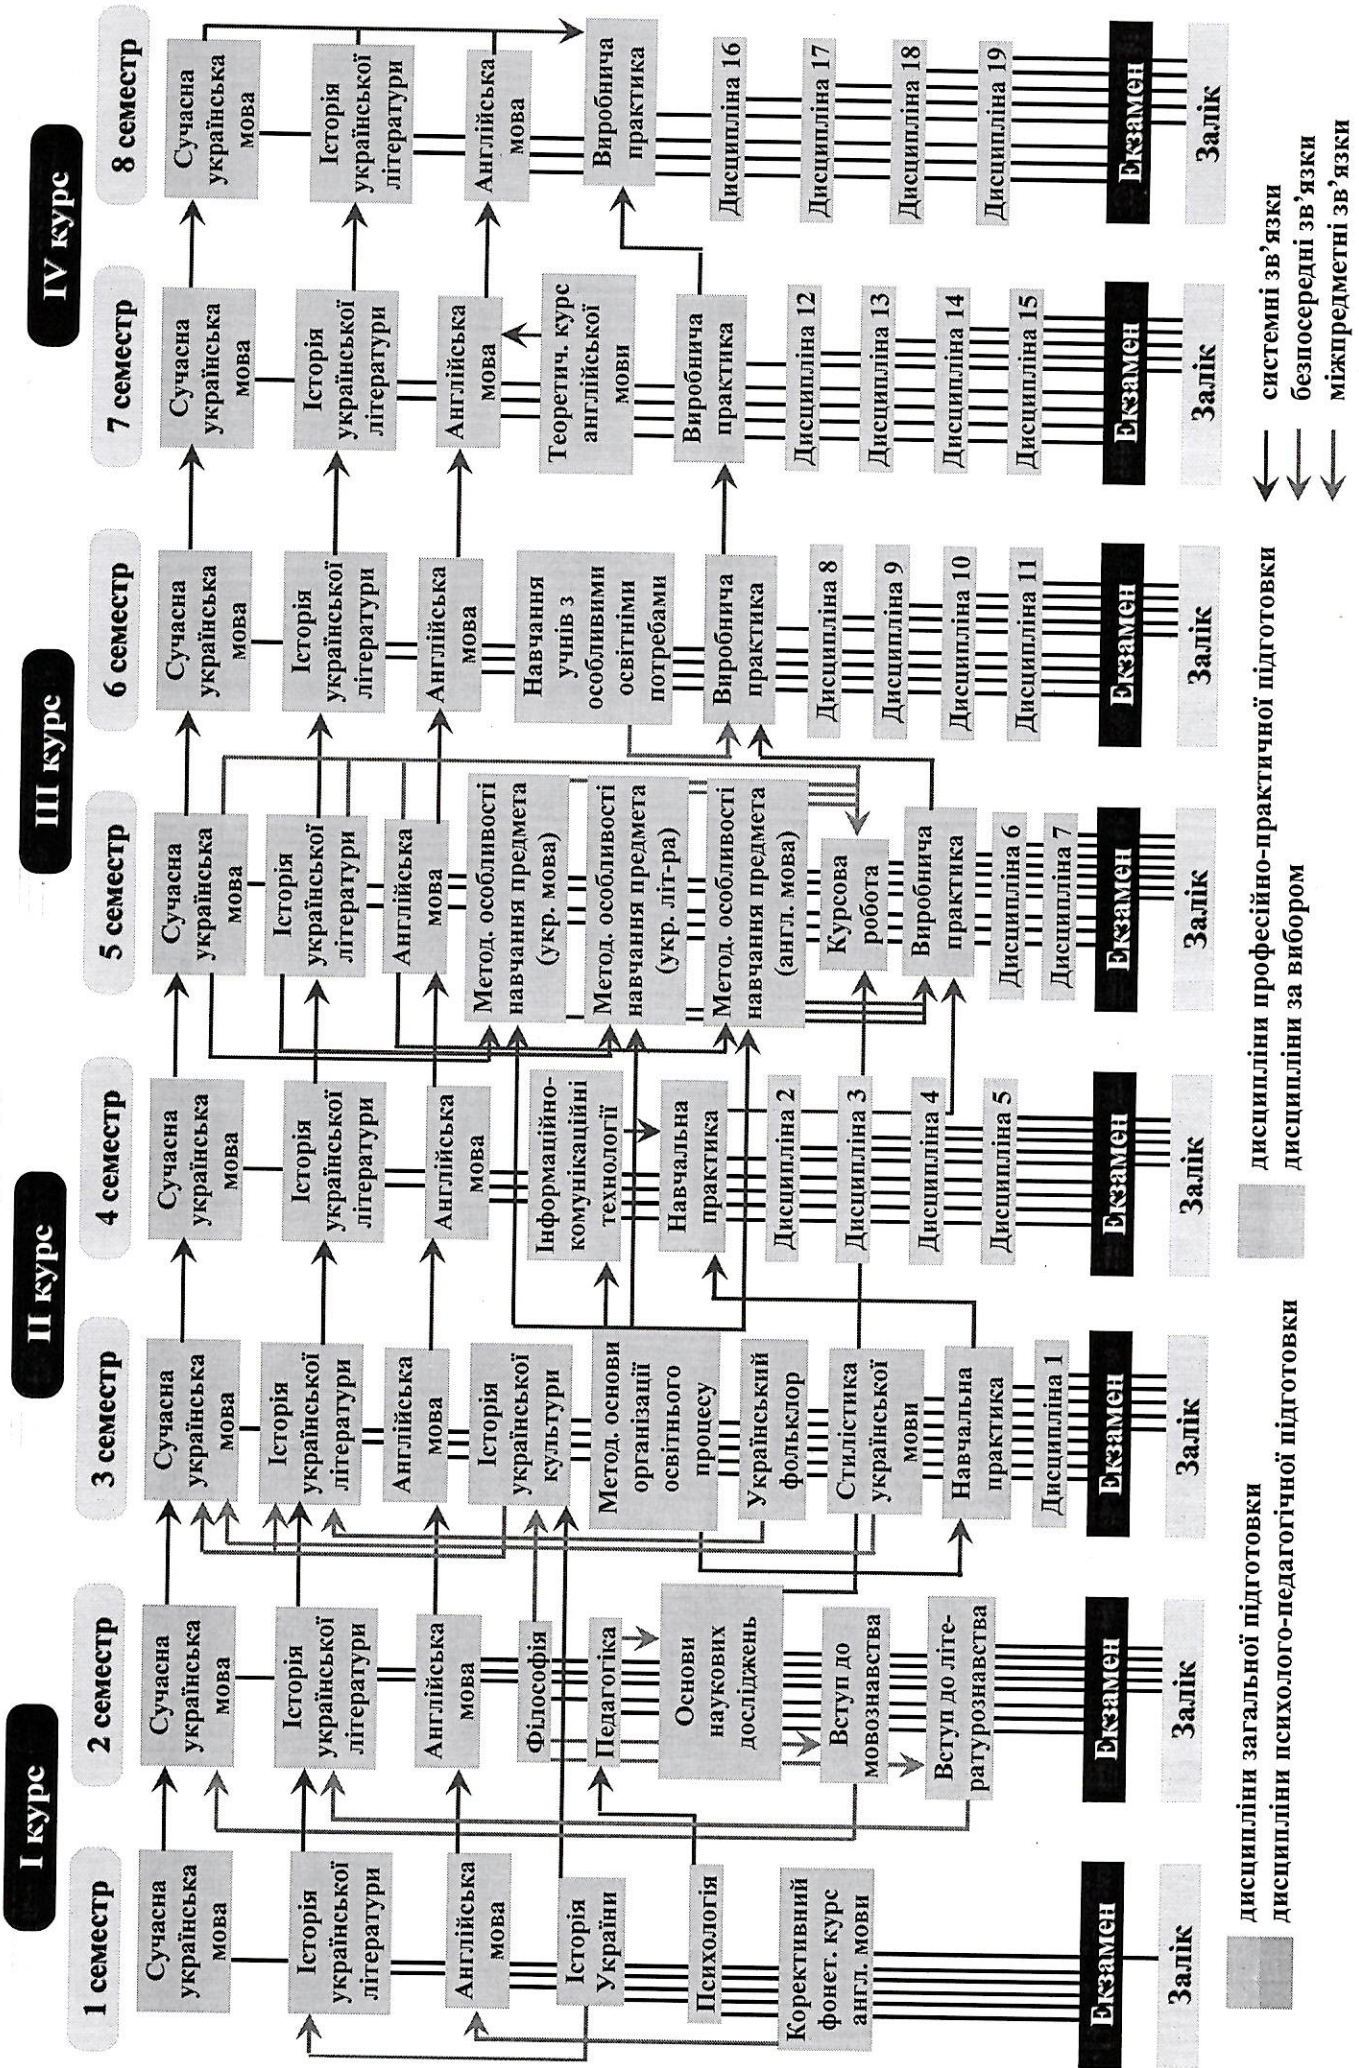 I курс
II курс
III курс
IV курс
1 семестр
Сучасна
українська
мова
Історія
української
літератури
Англійська
мова
Історія
України
Психологія
Корективний
фонет. курс
англ. мови
Екзамен
Залік
2 семестр
Сучасна
українська
мова
Історія
української
літератури
Англійська
мова
Філософія
Педагогіка
Основи
наукових
досліджень
Вступ до
мовознавства
Вступ до літе-
ратурознавства
Екзамен
Залік
3 семестр
Сучасна
українська
мова
Історія
української
літератури
Англійська
мова
Історія
української
культури
Метод. основи
організації
освітнього
процесу
Український
фольклор
Стилістика
української
мови
Навчальна
практика
Дисципліна 1
Екзамен
Залік
4 семестр
Сучасна
українська
мова
Історія
української
літератури
Англійська
мова
Інформаційно-
комунікаційні
технології
Навчальна
практика
Дисципліна 2
Дисципліна 3
Дисципліна 4
Дисципліна 5
Екзамен
Залік
5 семестр
Сучасна
українська
мова
Історія
української
літератури
Англійська
мова
Метод. особливості
навчання предмета
(укр. мова)
Метод. особливості
навчання предмета
(укр. літ-ра)
Метод. особливості
навчання предмета
(англ. мова)
Курсова
робота
Виробнича
практика
Дисципліна 6
Дисципліна 7
Екзамен
Залік
6 семестр
Сучасна
українська
мова
Історія
української
літератури
Англійська
мова
Навчання
учнів з
особливими
освітніми
потребами
Виробнича
практика
Дисципліна 8
Дисципліна 9
Дисципліна 10
Дисципліна 11
Екзамен
Залік
7 семестр
Сучасна
українська
мова
Історія
української
літератури
Англійська
мова
Теоретич. курс
англійської
мови
Виробнича
практика
Дисципліна 12
Дисципліна 13
Дисципліна 14
Дисципліна 15
Екзамен
Залік
8 семестр
Сучасна
українська
мова
Історія
української
літератури
Англійська
мова
Виробнича
практика
Дисципліна 16
Дисципліна 17
Дисципліна 18
Дисципліна 19
Екзамен
Залік
дисципліни загальної підготовки
дисципліни психолого-педагогічної підготовки
дисципліни професійно-практичної підготовки
дисципліни за вибором
системні зв'язки
безпосередні зв'язки
міжпредметні зв'язки